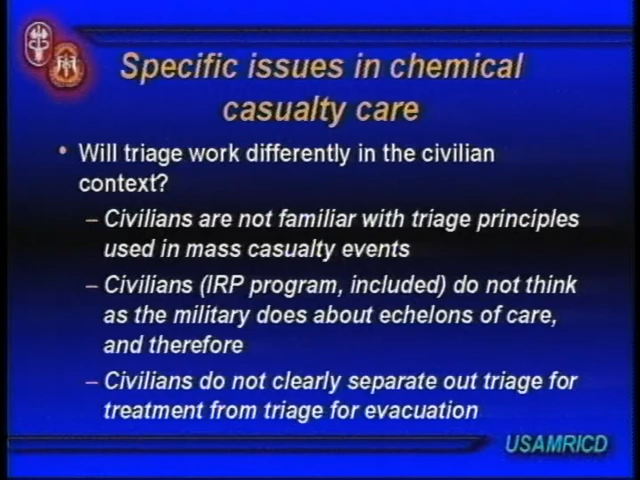 Specific issues in chemical
casualty care
• Will triage work differently in the civilian
context?
– Civilians are not familiar with triage principles
used in mass casualty events
– Civilians (IRP program, included) do not think
as the military does about echelons of care,
and therefore
– Civilians do not clearly separate out triage for
treatment from triage for evacuation
USAMRICD